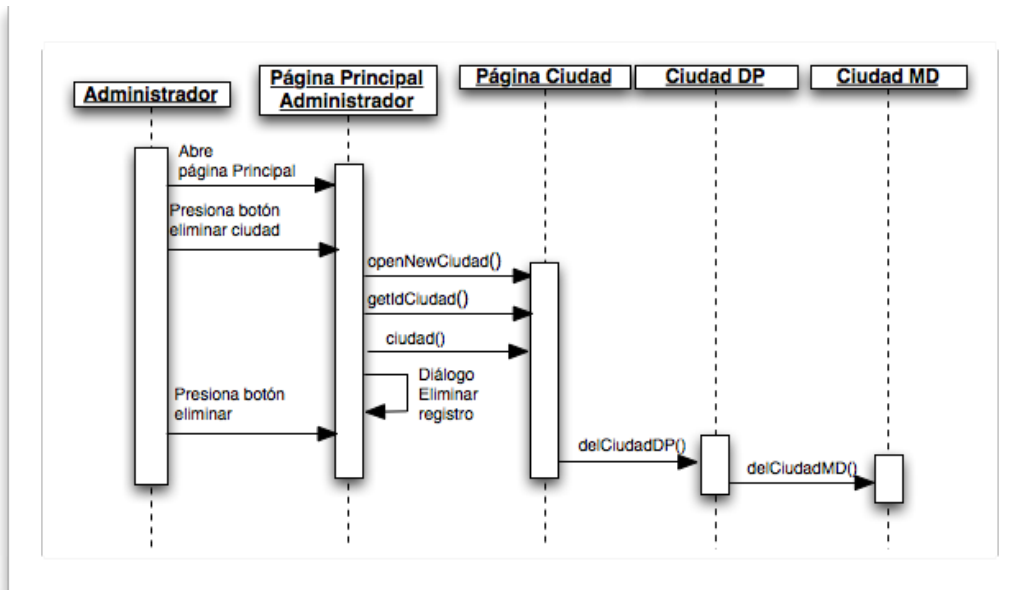 Administrador
Página Principal
Administrador
Página Ciudad
Ciudad DP
Ciudad MD
Abre
página Principal
Presiona botón
eliminar ciudad
openNewCiudad()
getIdCiudad()
ciudad()
Diálogo
Eliminar
registro
Presiona botón
eliminar
delCiudadDP()
delCiudadMD()